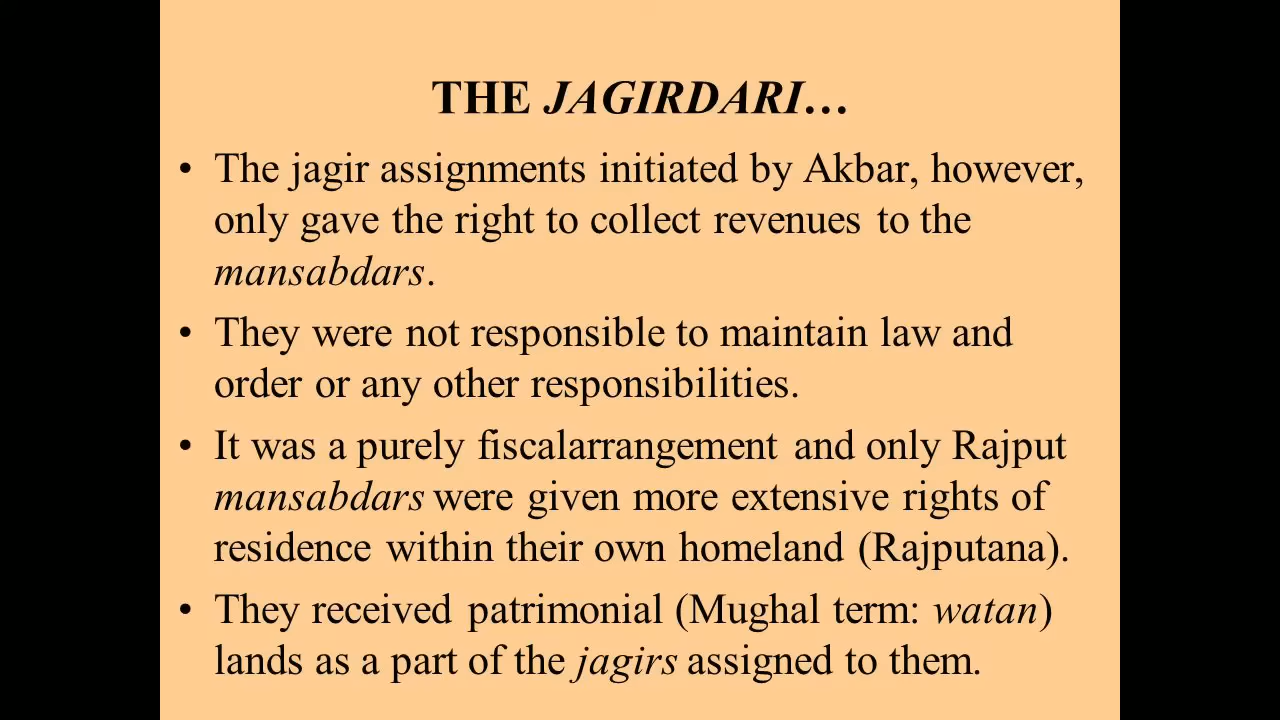 THE JAGIRDARI…
• The jagir assignments initiated by Akbar, however,
only gave the right to collect revenues to the
mansabdars.
• They were not responsible to maintain law and
order or any other responsibilities.
• It was a purely fiscalarrangement and only Rajput
mansabdars were given more extensive rights of
residence within their own homeland (Rajputana).
• They received patrimonial (Mughal term: watan)
lands as a part of the jagirs assigned to them.